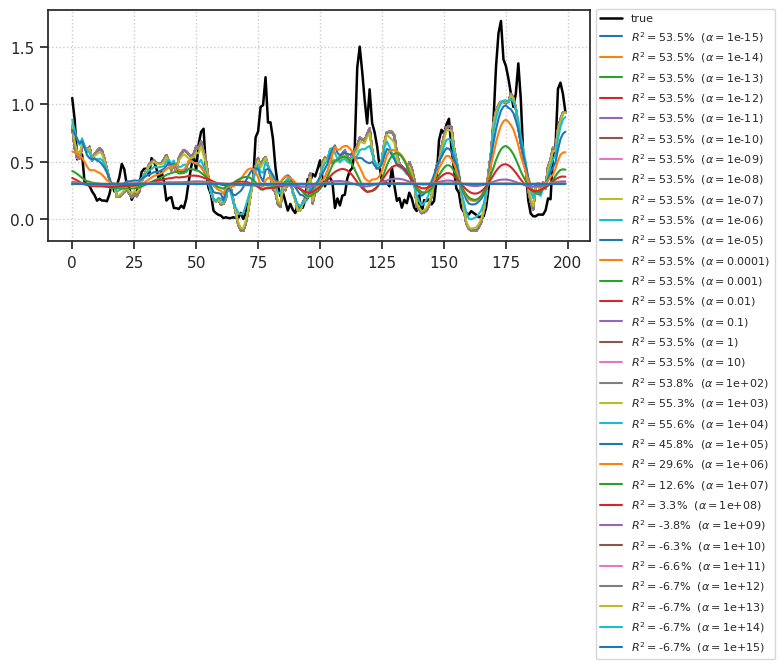 1.5
1.0
0.5
0.0
0 25 50 75 100 125 150 175 200
true
R² = 53.5% (α = 1e-15)
R² = 53.5% (α = 1e-14)
R² = 53.5% (α = 1e-13)
R² = 53.5% (α = 1e-12)
R² = 53.5% (α = 1e-11)
R² = 53.5% (α = 1e-10)
R² = 53.5% (α = 1e-09)
R² = 53.5% (α = 1e-08)
R² = 53.5% (α = 1e-07)
R² = 53.5% (α = 1e-06)
R² = 53.5% (α = 1e-05)
R² = 53.5% (α = 0.0001)
R² = 53.5% (α = 0.001)
R² = 53.5% (α = 0.01)
R² = 53.5% (α = 0.1)
R² = 53.5% (α = 1)
R² = 53.5% (α = 10)
R² = 53.8% (α = 1e+02)
R² = 55.3% (α = 1e+03)
R² = 55.6% (α = 1e+04)
R² = 45.8% (α = 1e+05)
R² = 29.6% (α = 1e+06)
R² = 12.6% (α = 1e+07)
R² = 3.3% (α = 1e+08)
R² = -3.8% (α = 1e+09)
R² = -6.3% (α = 1e+10)
R² = -6.6% (α = 1e+11)
R² = -6.7% (α = 1e+12)
R² = -6.7% (α = 1e+13)
R² = -6.7% (α = 1e+14)
R² = -6.7% (α = 1e+15)